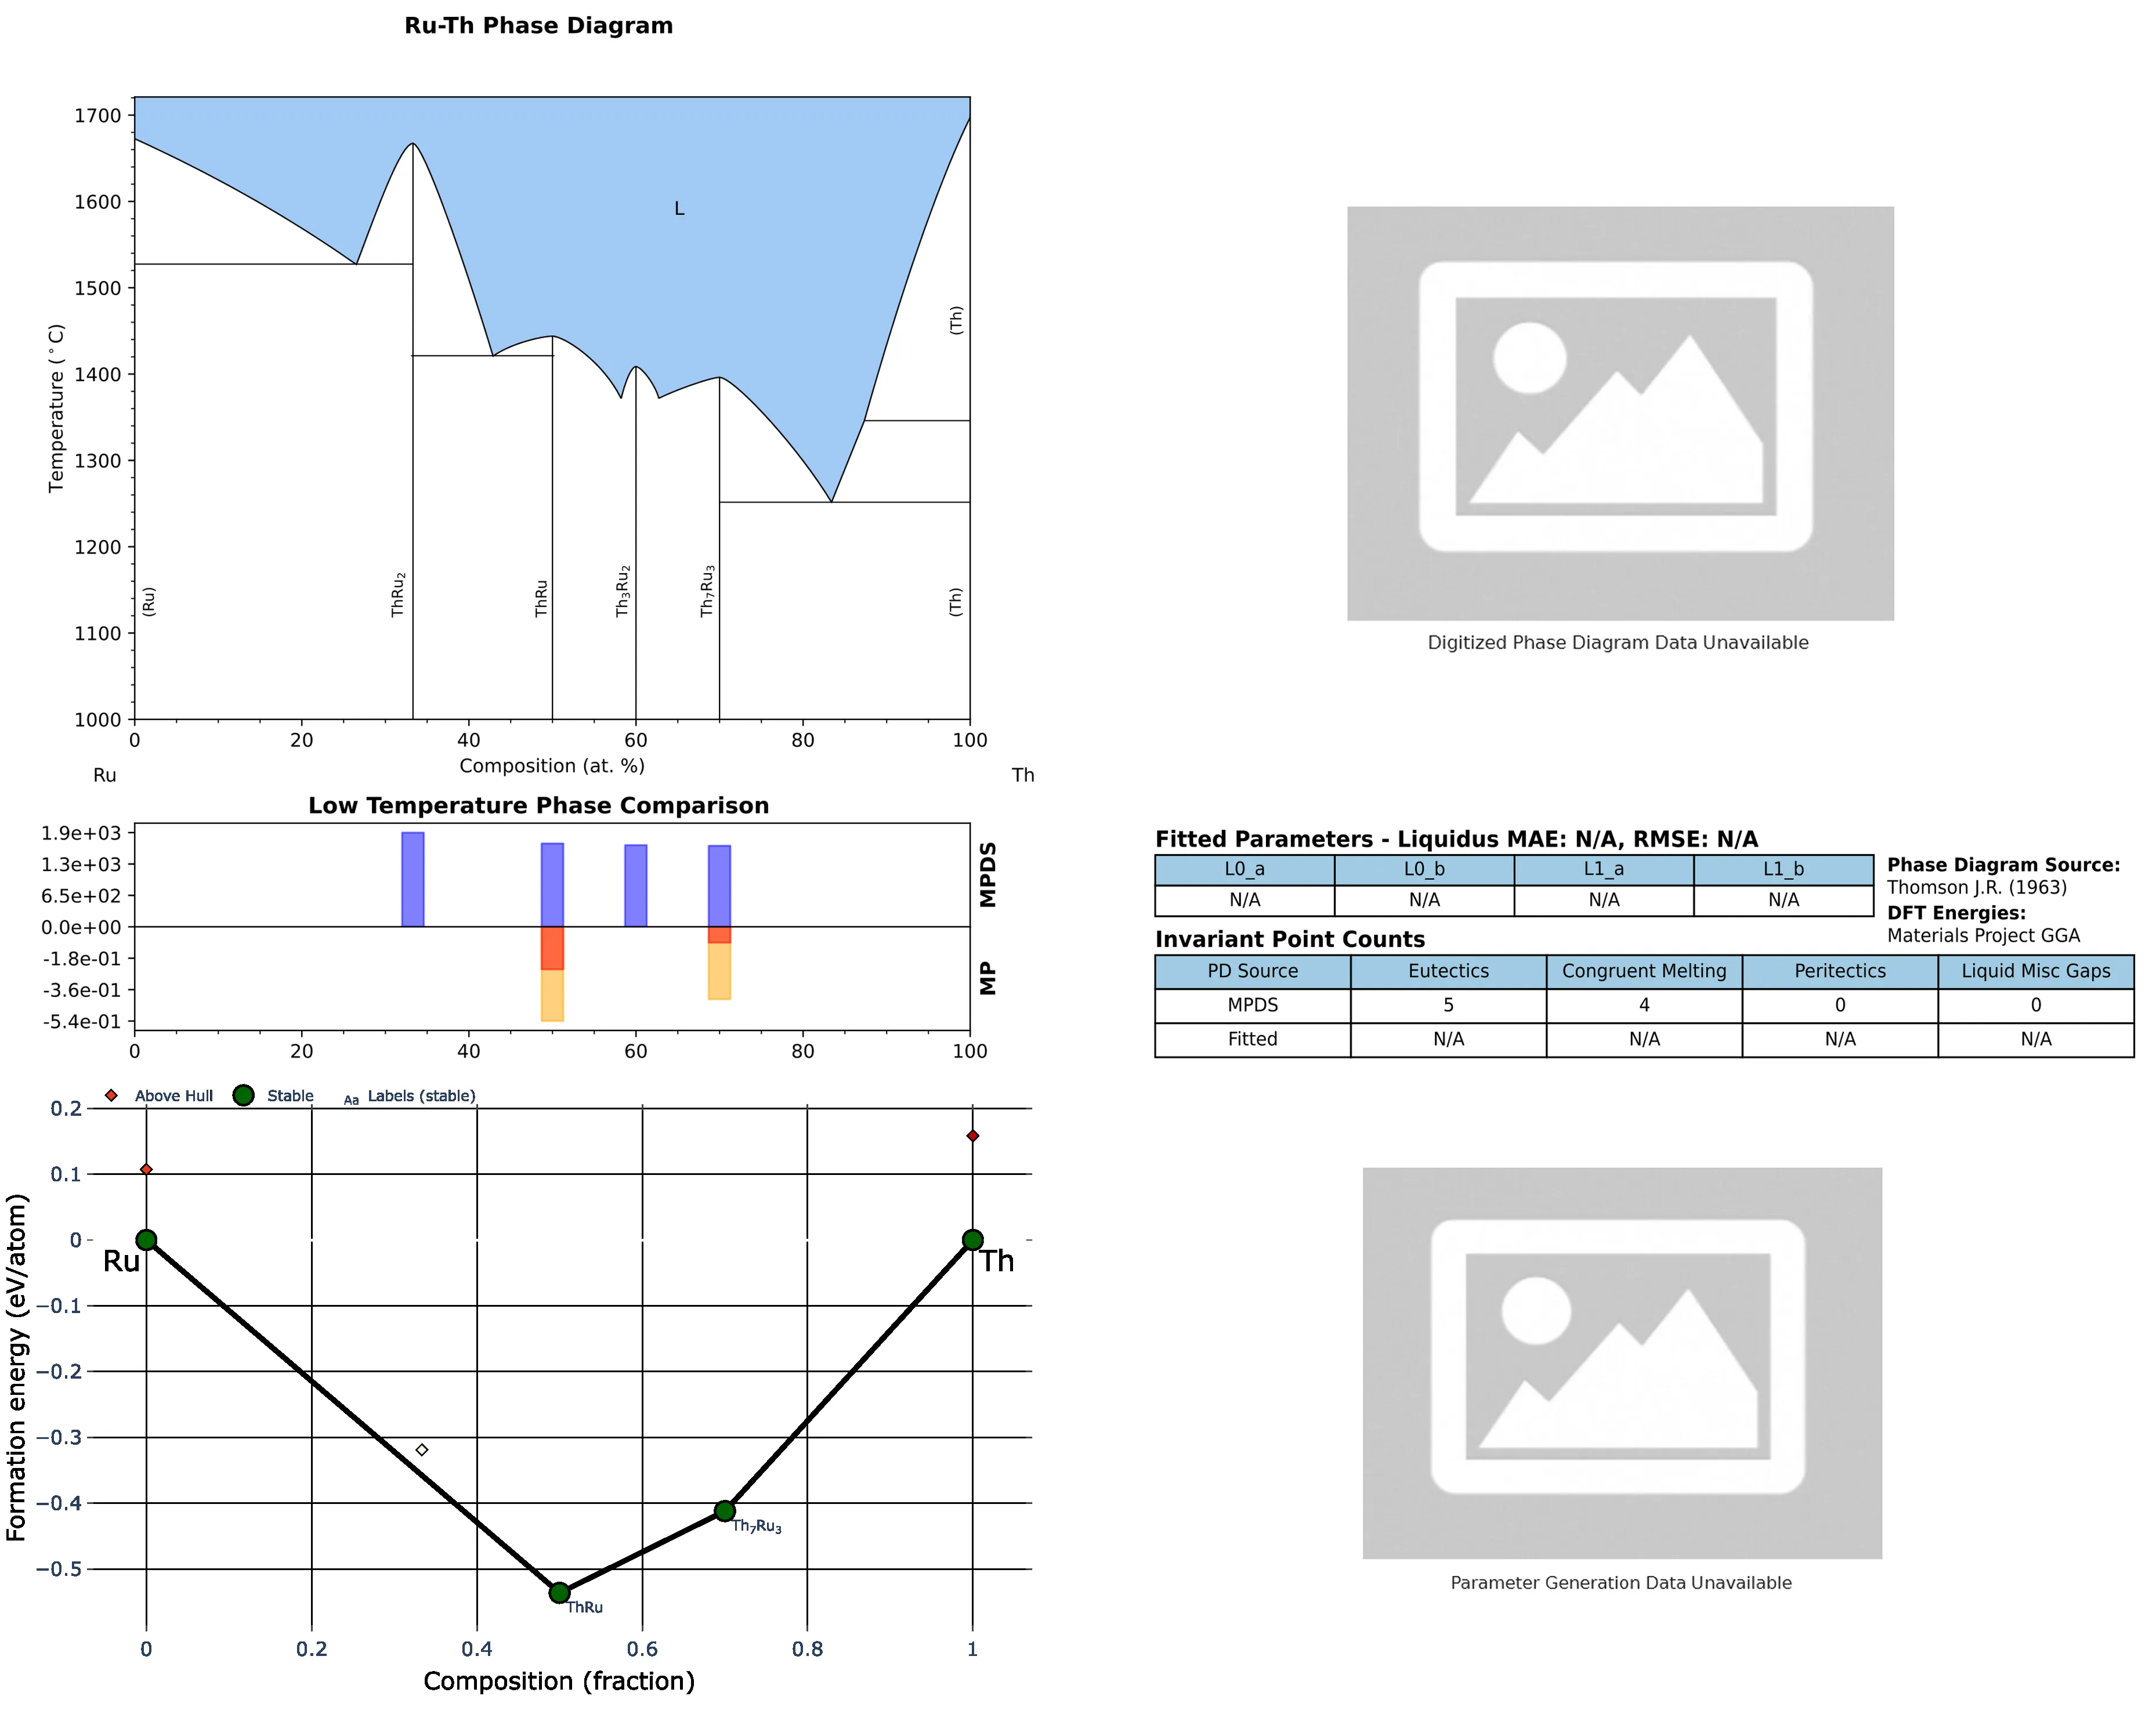 Ru-Th Phase Diagram
1700
1600
1500
1400
1300
1200
1100
1000
Temperature (°C)
L
(Th)
(Ru)
ThRu₂
ThRu
Th₃Ru₂
Th₇Ru₃
(Th)
0 20 40 60 80 100
Ru Composition (at. %) Th
Digitized Phase Diagram Data Unavailable
Low Temperature Phase Comparison
1.9e+03
1.3e+03
6.5e+02
0.0e+00
-1.8e-01
-3.6e-01
-5.4e-01
MPDS
MP
0 20 40 60 80 100
Fitted Parameters - Liquidus MAE: N/A, RMSE: N/A
L0_a L0_b L1_a L1_b
N/A N/A N/A N/A
Phase Diagram Source:
Thomson J.R. (1963)
DFT Energies:
Materials Project GGA
Invariant Point Counts
PD Source Eutectics Congruent Melting Peritectics Liquid Misc Gaps
MPDS 5 4 0 0
Fitted N/A N/A N/A N/A
Above Hull Stable Aa Labels (stable)
0.2
0.1
0
−0.1
−0.2
−0.3
−0.4
−0.5
Formation energy (eV/atom)
Ru
Th
Th₇Ru₃
ThRu
0 0.2 0.4 0.6 0.8 1
Composition (fraction)
Parameter Generation Data Unavailable